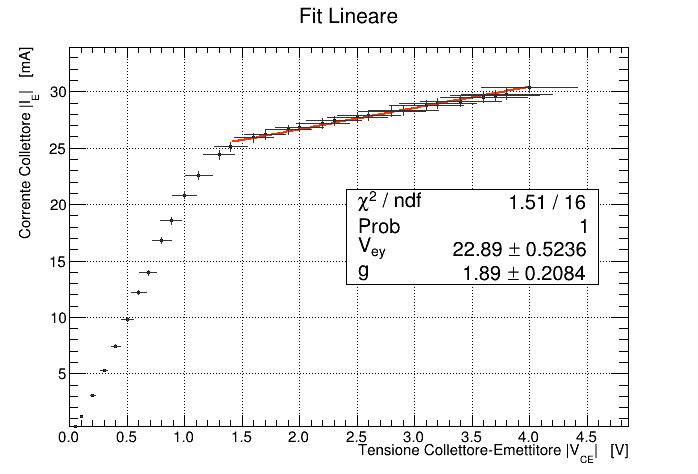 Fit Lineare
Corrente Collettore |I_E| [mA]
30
25
20
15
10
5
χ² / ndf 1.51 / 16
Prob 1
V_ey 22.89 ± 0.5236
g 1.89 ± 0.2084
0.0 0.5 1.0 1.5 2.0 2.5 3.0 3.5 4.0 4.5
Tensione Collettore-Emettitore |V_CE| [V]